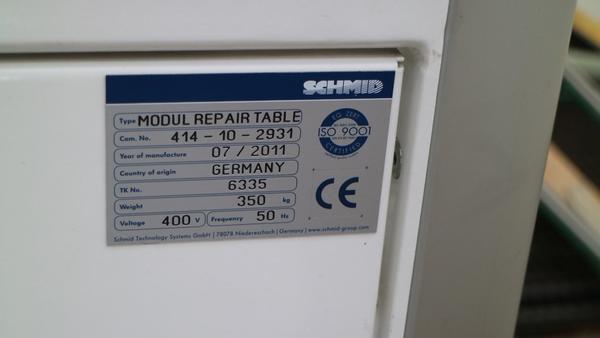 SCHMID
Type MODUL REPAIR TABLE
Com. No. 414-10-2931
Year of manufacture 07/2011
Country of origin GERMANY
TK No. 6335
Weight 350 kg
Voltage 400 V Frequency 50 Hz
EQ ZERT
ISO 9001
CERTIFIED
CE
Schmid Technology Systems GmbH | 78078 Niedereschach | Germany | www.schmid-group.com